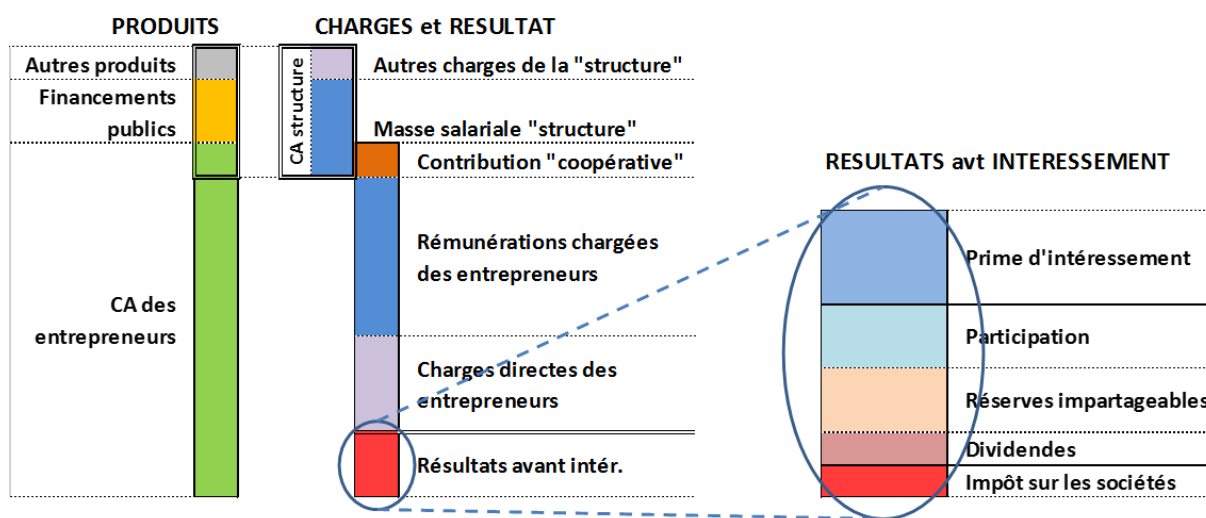 PRODUITS
CHARGES et RESULTAT
Autres produits
Financements
publics
CA des
entrepreneurs
CA structure
Autres charges de la "structure"
Masse salariale "structure"
Contribution "coopérative"
Rémunérations chargées
des entrepreneurs
Charges directes des
entrepreneurs
Résultats avant intér.
RESULTATS avt INTERESSEMENT
Prime d'intéressement
Participation
Réserves impartageables
Dividendes
Impôt sur les sociétés